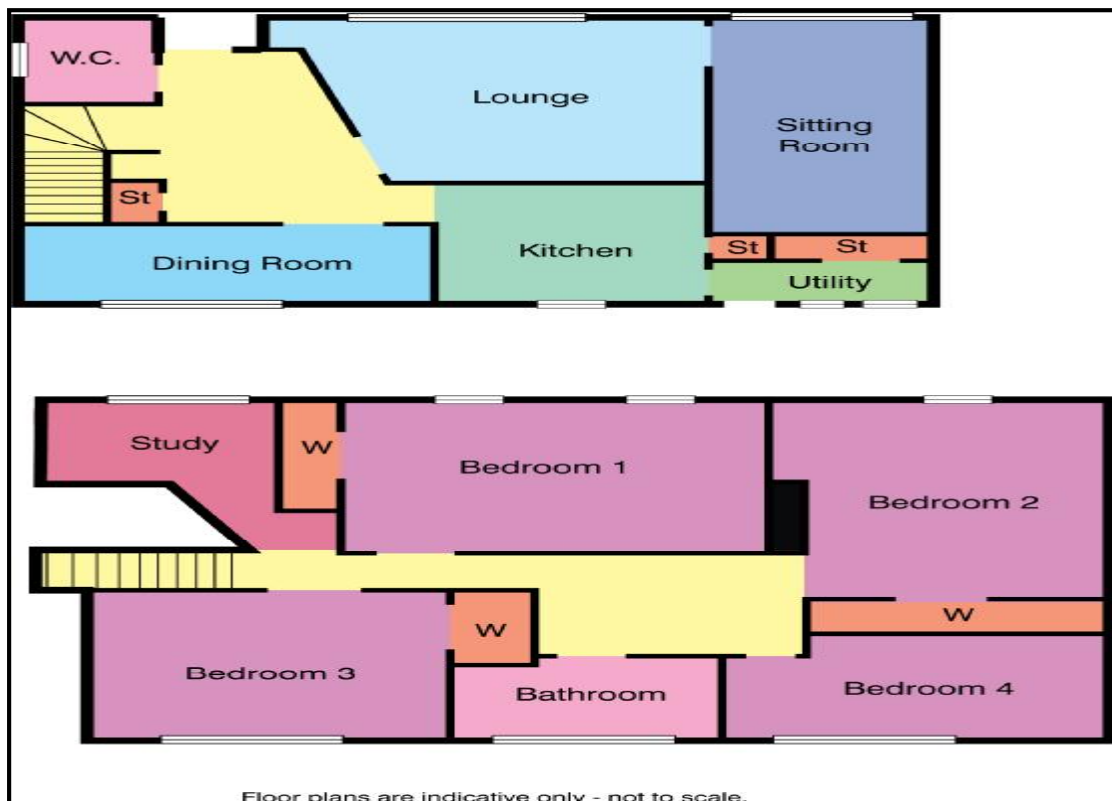 W.C.
Lounge
Sitting
Room
St
Dining Room
Kitchen
St
St
Utility
Study
W
Bedroom 1
Bedroom 2
W
W
Bedroom 3
Bathroom
Bedroom 4
Floor plans are indicative only - not to scale.